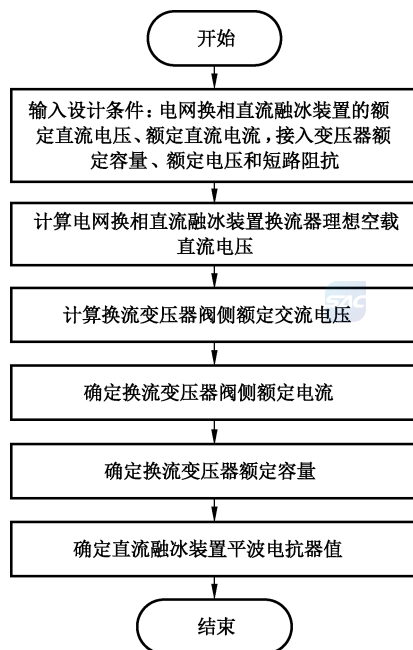 开始
输入设计条件:电网换相直流融冰装置的额
定直流电压、额定直流电流,接入变压器额
定容量、额定电压和短路阻抗
计算电网换相直流融冰装置换流器理想空载
直流电压
SAC
计算换流变压器阀侧额定交流电压
确定换流变压器阀侧额定电流
确定换流变压器额定容量
确定直流融冰装置平波电抗器值
结束